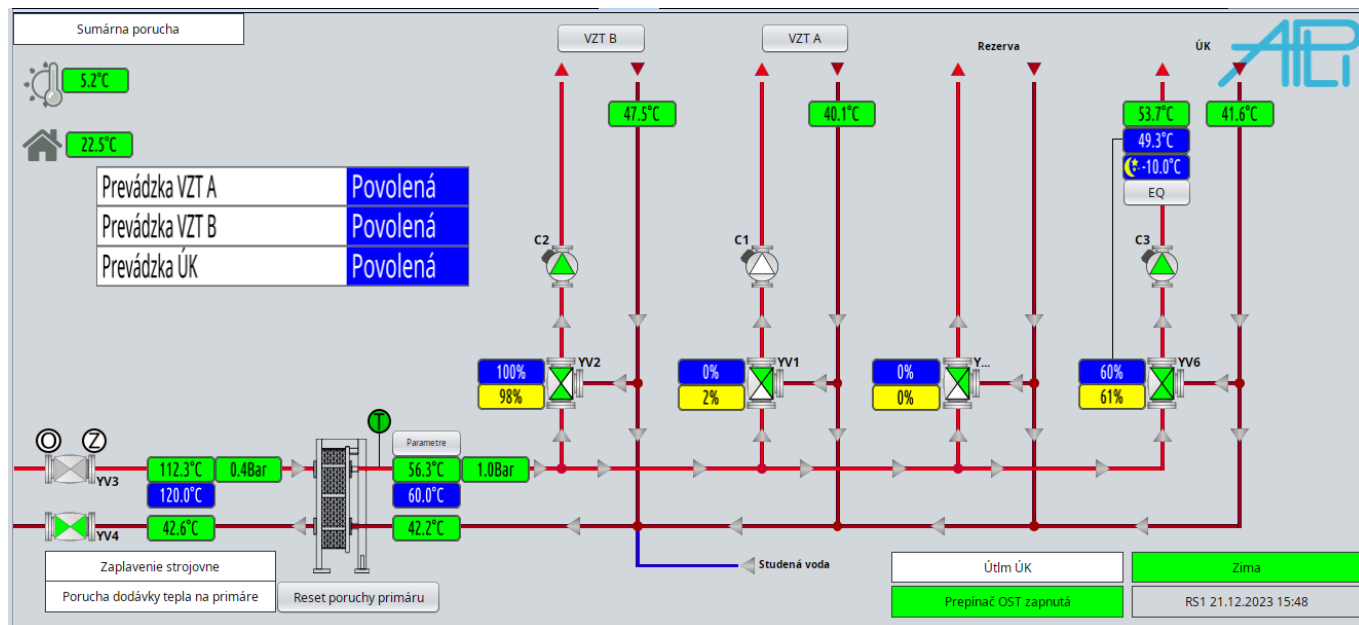 Sumárna porucha
VZT B
VZT A
Rezerva
ÚK
5.2°C
22.5°C
47.5°C
40.1°C
53.7°C
41.6°C
49.3°C
-10.0°C
EQ
Prevádzka VZT A Povolená
Prevádzka VZT B Povolená
Prevádzka ÚK Povolená
C2
C1
C3
100%
98%
YV2
0%
2%
YV1
0%
0%
Y...
60%
61%
YV6
O Z
YV3
T
Parametre
112.3°C 0.4Bar
120.0°C
56.3°C 1.0Bar
60.0°C
YV4
42.6°C
42.2°C
Studená voda
Zaplavenie strojovne
Porucha dodávky tepla na primáre
Reset poruchy primáru
Útlm ÚK
Zima
Prepínač OST zapnutá
RS1 21.12.2023 15:48